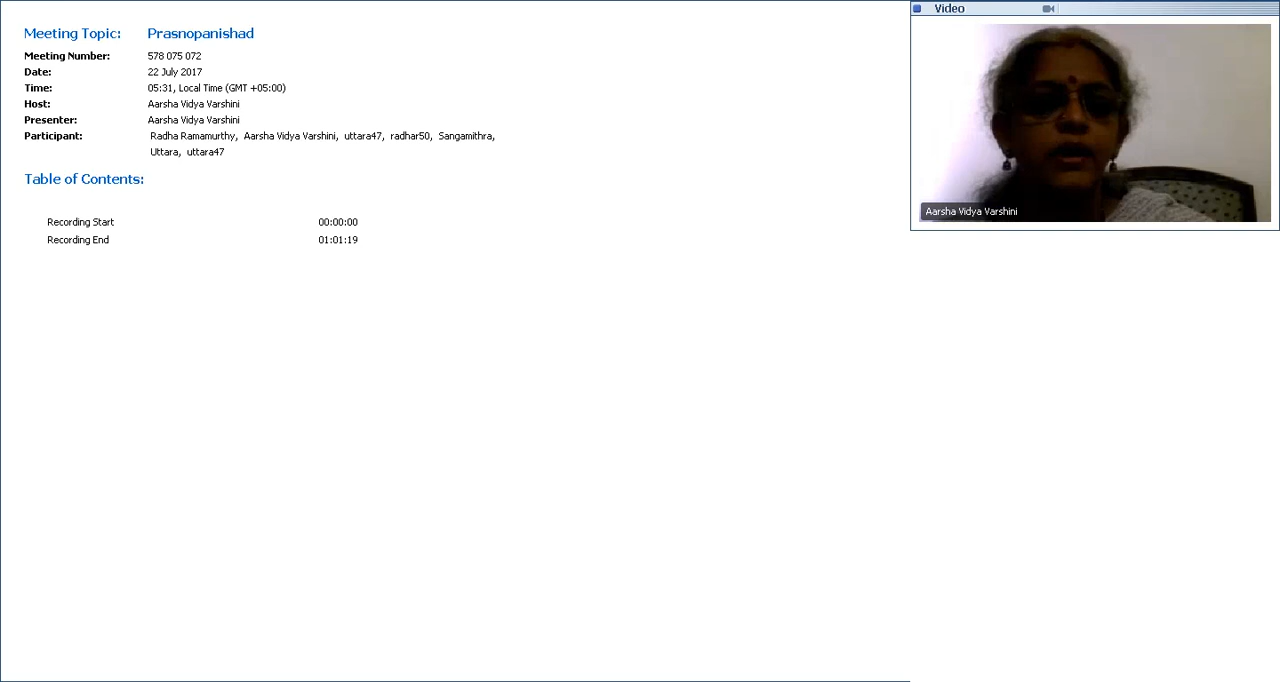 Meeting Topic: Prasnopanishad
Meeting Number: 578 075 072
Date: 22 July 2017
Time: 05:31, Local Time (GMT +05:00)
Host: Aarsha Vidya Varshini
Presenter: Aarsha Vidya Varshini
Participant: Radha Ramamurthy, Aarsha Vidya Varshini, uttara47, radhar50, Sangamithra,
Uttara, uttara47
Table of Contents:
Recording Start 00:00:00
Recording End 01:01:19
Video
Aarsha Vidya Varshini